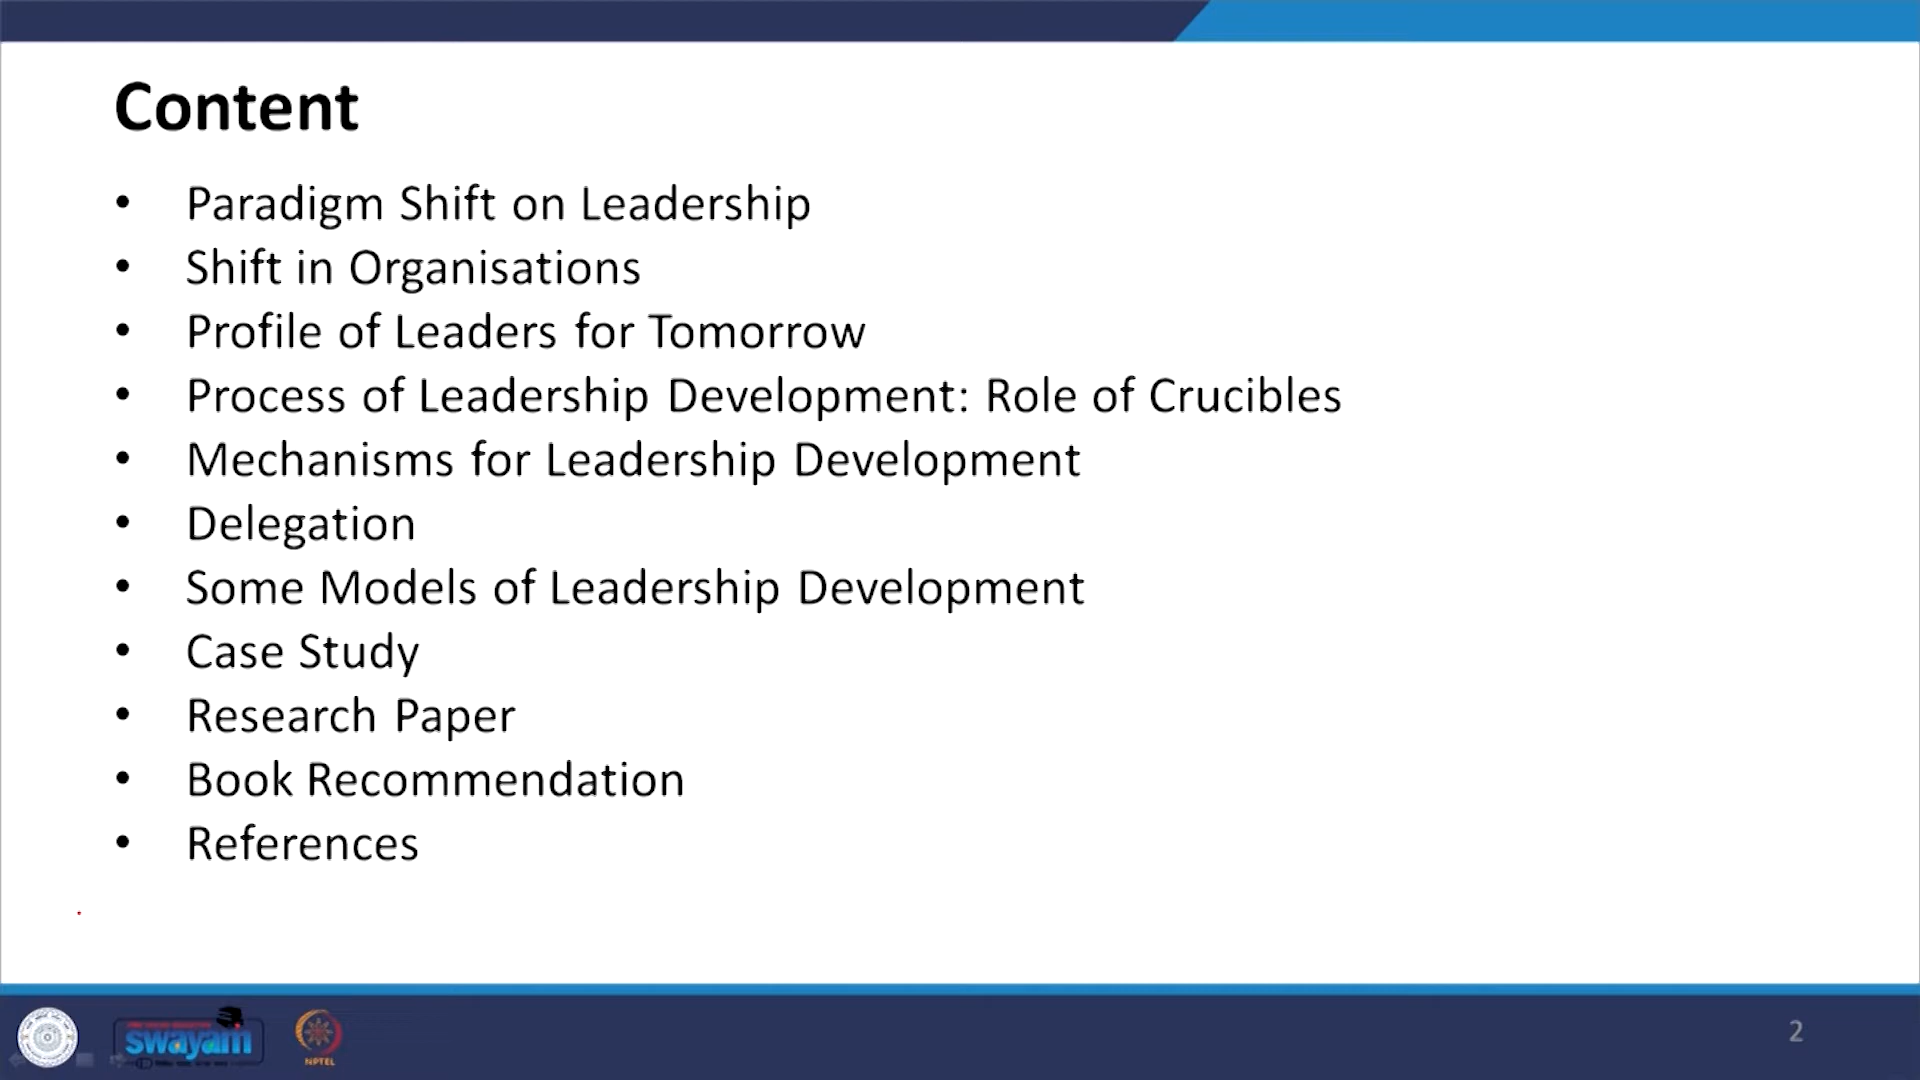 Content
• Paradigm Shift on Leadership
• Shift in Organisations
• Profile of Leaders for Tomorrow
• Process of Leadership Development: Role of Crucibles
• Mechanisms for Leadership Development
• Delegation
• Some Models of Leadership Development
• Case Study
• Research Paper
• Book Recommendation
• References
swayam
NPTEL
2